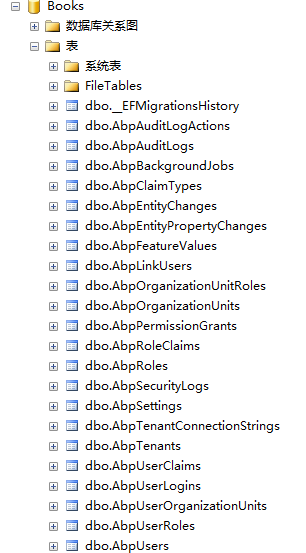 Books
数据库关系图
表
系统表
FileTables
dbo.__EFMigrationsHistory
dbo.AbpAuditLogActions
dbo.AbpAuditLogs
dbo.AbpBackgroundJobs
dbo.AbpClaimTypes
dbo.AbpEntityChanges
dbo.AbpEntityPropertyChanges
dbo.AbpFeatureValues
dbo.AbpLinkUsers
dbo.AbpOrganizationUnitRoles
dbo.AbpOrganizationUnits
dbo.AbpPermissionGrants
dbo.AbpRoleClaims
dbo.AbpRoles
dbo.AbpSecurityLogs
dbo.AbpSettings
dbo.AbpTenantConnectionStrings
dbo.AbpTenants
dbo.AbpUserClaims
dbo.AbpUserLogins
dbo.AbpUserOrganizationUnits
dbo.AbpUserRoles
dbo.AbpUsers